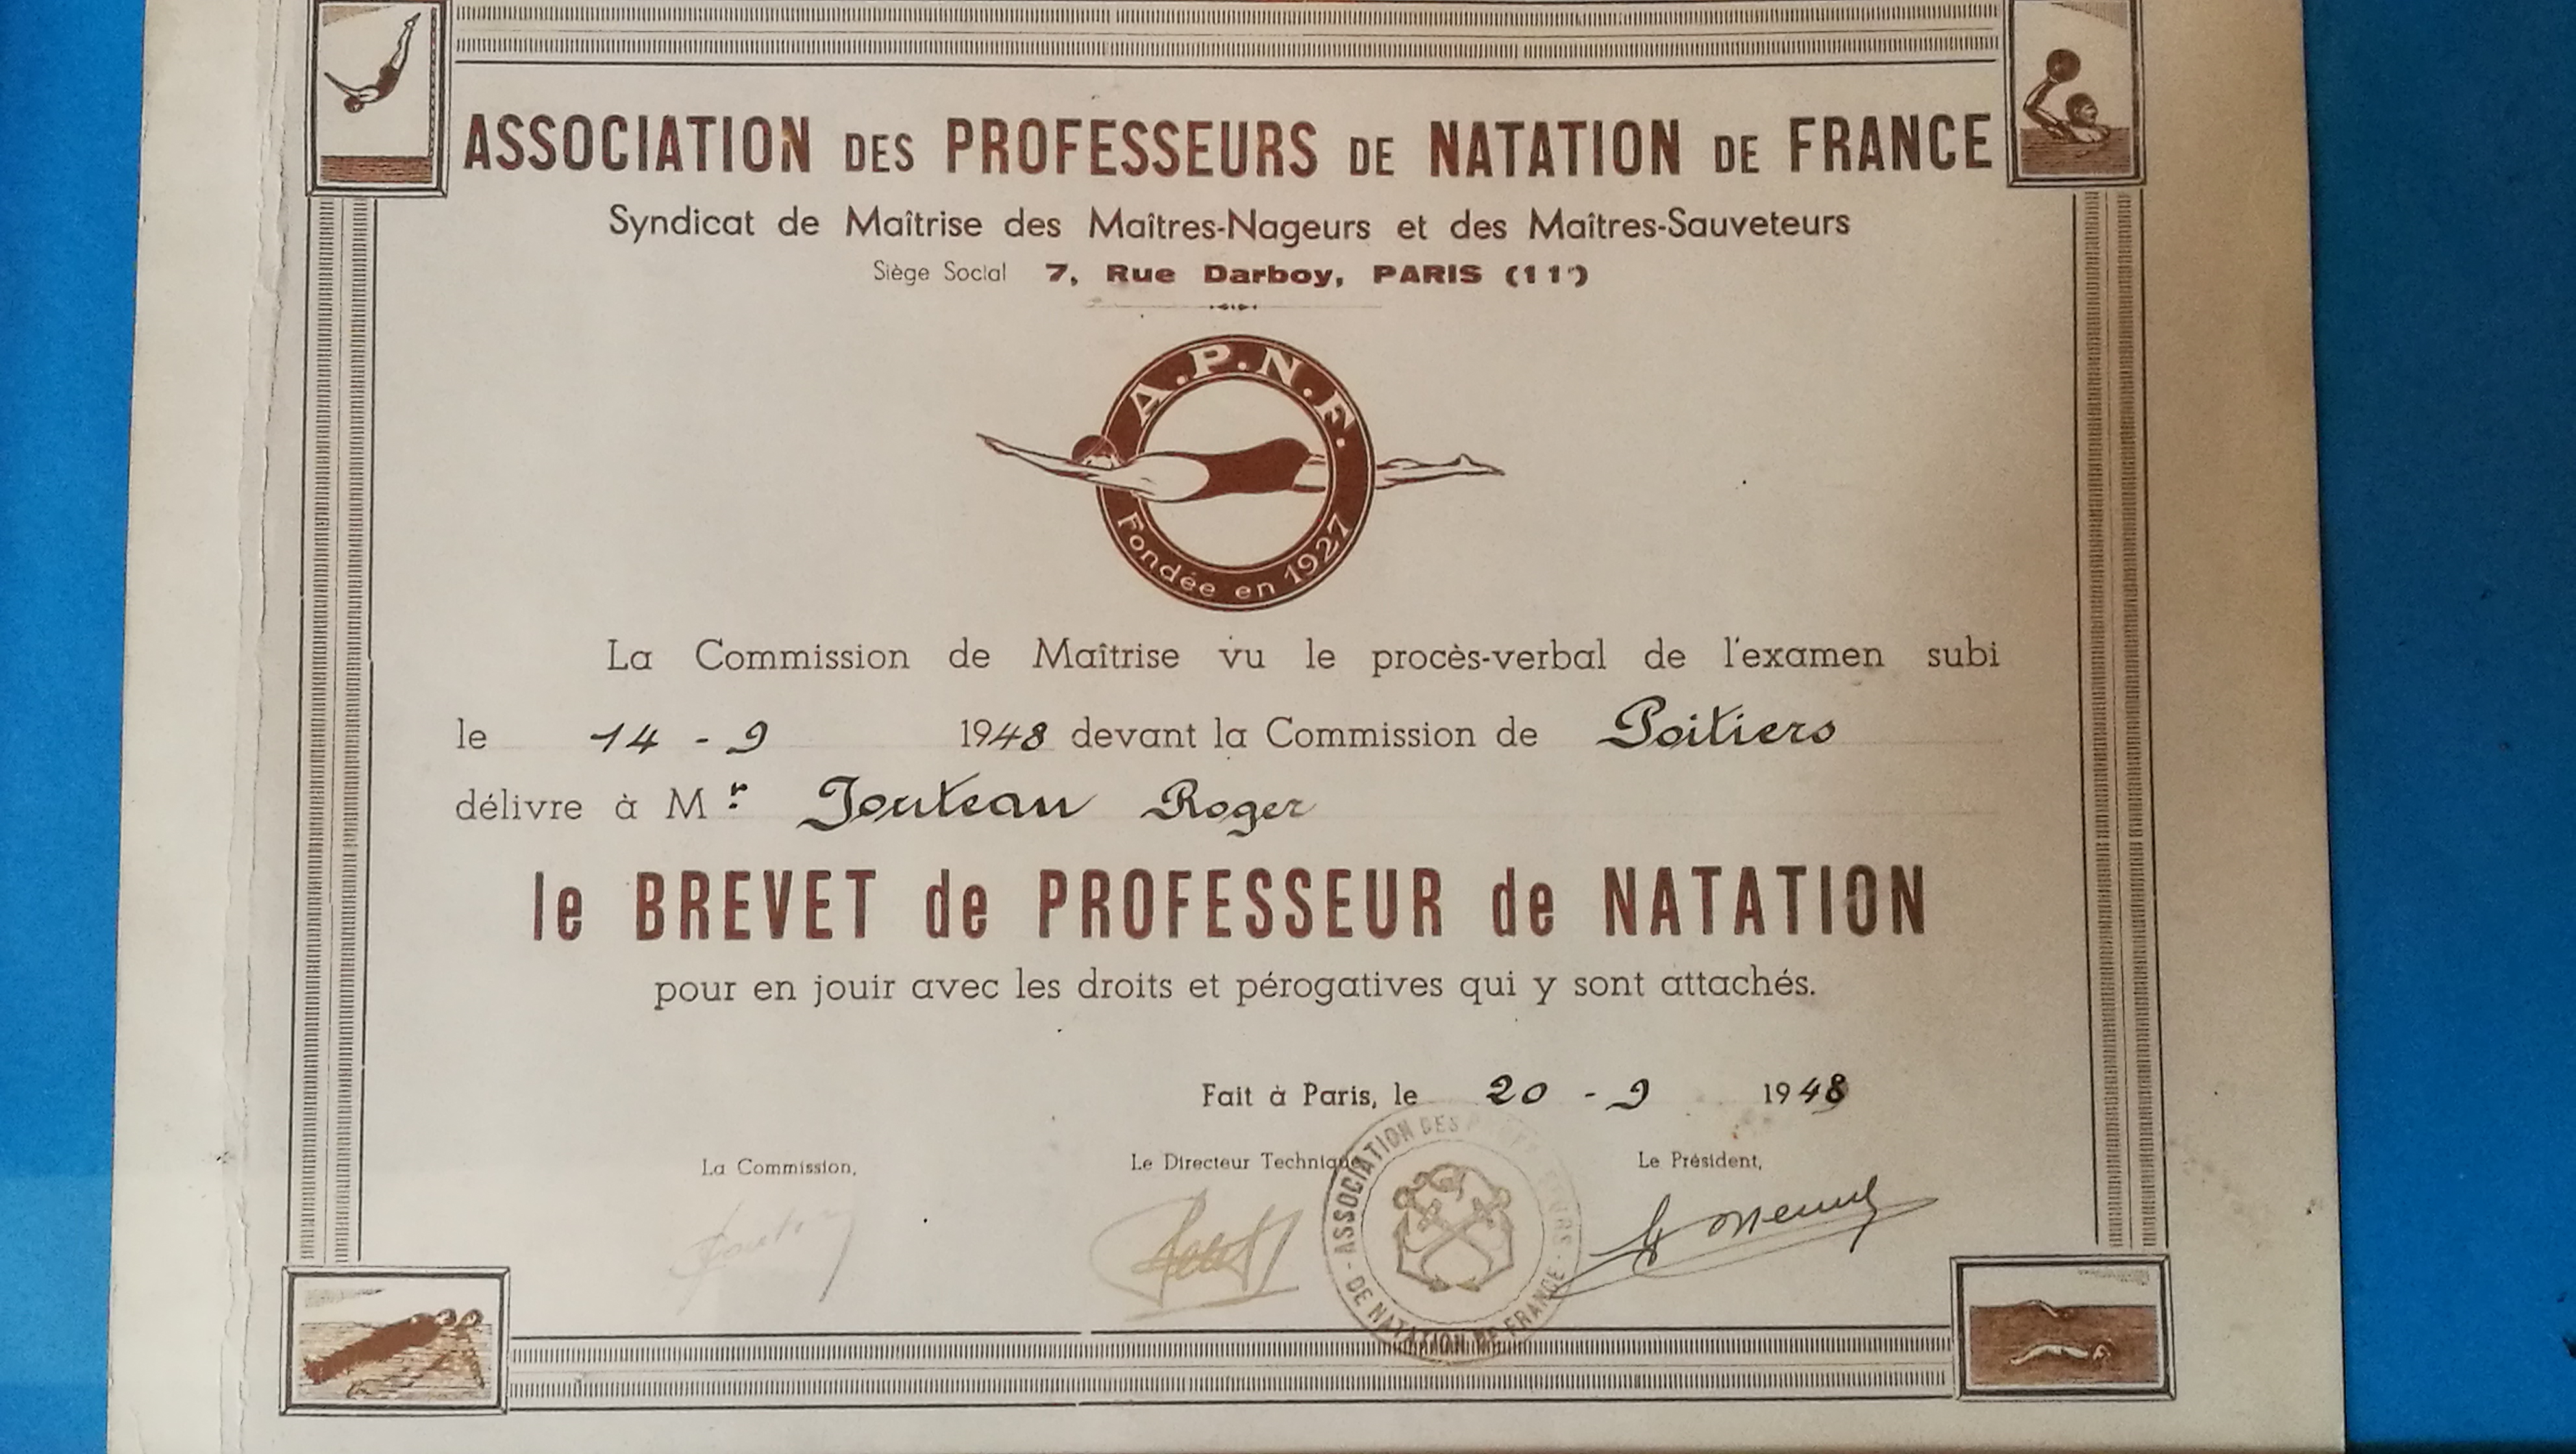 ASSOCIATION DES PROFESSEURS DE NATATION DE FRANCE
Syndicat de Maîtrise des Maîtres-Nageurs et des Maîtres-Sauveteurs
Siège Social 7, Rue Darboy, PARIS (11e)
A.P.N.F.
Fondée en 1927
La Commission de Maîtrise vu le procès-verbal de l'examen subi
le 14 - 9 1948 devant la Commission de Poitiers
délivre à Mr Jouteau Roger
le BREVET de PROFESSEUR de NATATION
pour en jouir avec les droits et pérogatives qui y sont attachés.
Fait à Paris, le 20 - 9 1948
La Commission, Le Directeur Technique Le Président,
ASSOCIATION DES PROFESSEURS
DE NATATION DE FRANCE